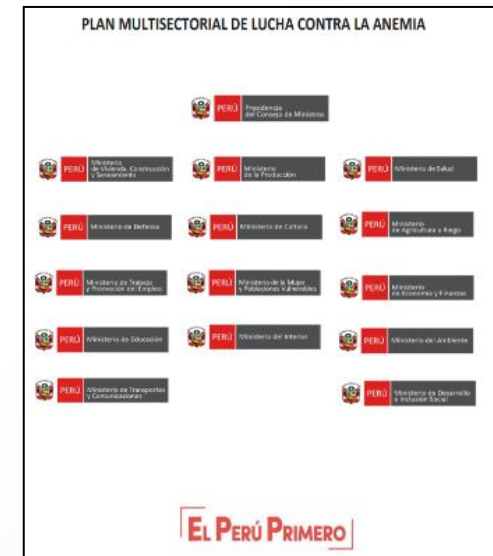 PLAN MULTISECTORIAL DE LUCHA CONTRA LA ANEMIA
PERÚ Presidencia
del Consejo de Ministros
PERÚ Ministerio
de Vivienda, Construcción
y Saneamiento
PERÚ Ministerio
de la Producción
PERÚ Ministerio de Salud
PERÚ Ministerio de Defensa
PERÚ Ministerio de Cultura
PERÚ Ministerio
de Agricultura y Riego
PERÚ Ministerio de Trabajo
y Promoción del Empleo
PERÚ Ministerio de la Mujer
y Poblaciones Vulnerables
PERÚ Ministerio
de Economía y Finanzas
PERÚ Ministerio de Educación
PERÚ Ministerio del Interior
PERÚ Ministerio del Ambiente
PERÚ Ministerio de Transportes
y Comunicaciones
PERÚ Ministerio de Desarrollo
e Inclusión Social
EL PERÚ PRIMERO